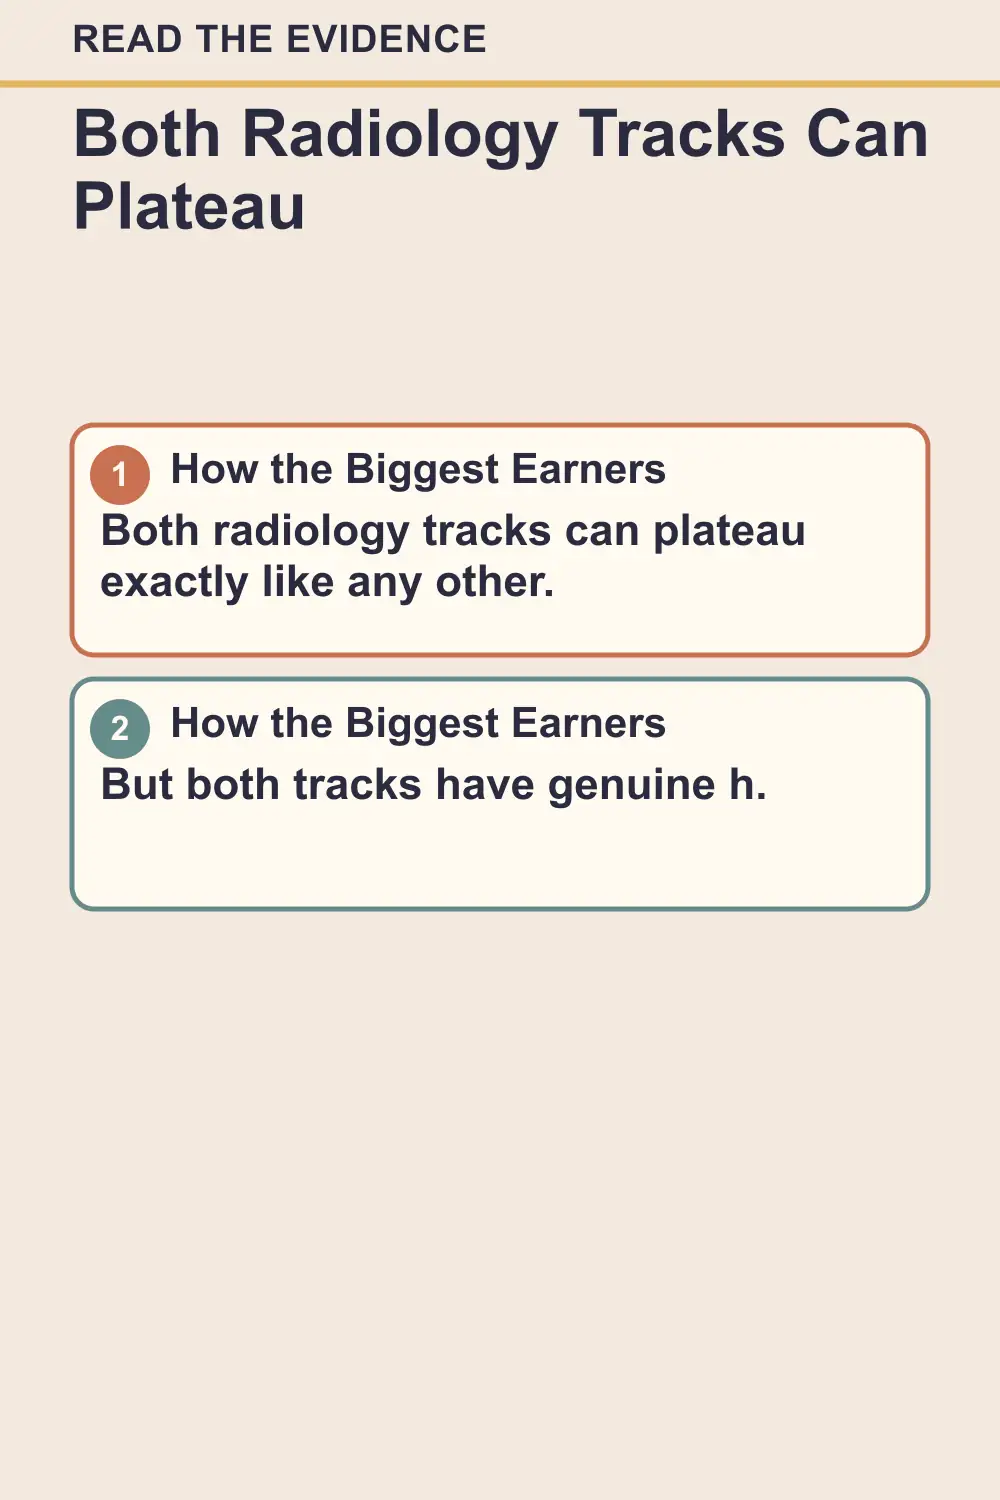 READ THE EVIDENCE
Both Radiology Tracks Can
Plateau
1 How the Biggest Earners
Both radiology tracks can plateau
exactly like any other.
2 How the Biggest Earners
But both tracks have genuine h.